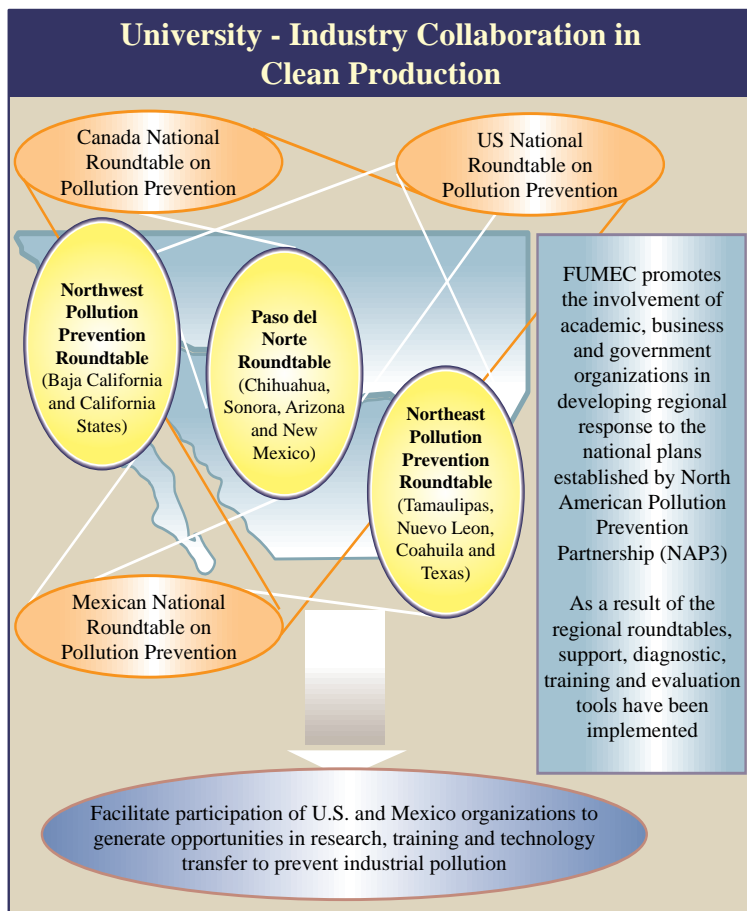 University - Industry Collaboration in
Clean Production
Canada National
Roundtable on
Pollution Prevention
US National
Roundtable on
Pollution Prevention
Northwest
Pollution
Prevention
Roundtable
(Baja California
and California
States)
Paso del
Norte
Roundtable
(Chihuahua,
Sonora, Arizona
and New
Mexico)
Northeast
Pollution
Prevention
Roundtable
(Tamaulipas,
Nuevo Leon,
Coahuila and
Texas)
Mexican National
Roundtable on
Pollution Prevention
FUMEC promotes
the involvement of
academic, business
and government
organizations in
developing regional
response to the
national plans
established by North
American Pollution
Prevention
Partnership (NAP3)
As a result of the
regional roundtables,
support, diagnostic,
training and evaluation
tools have been
implemented
Facilitate participation of U.S. and Mexico organizations to
generate opportunities in research, training and technology
transfer to prevent industrial pollution